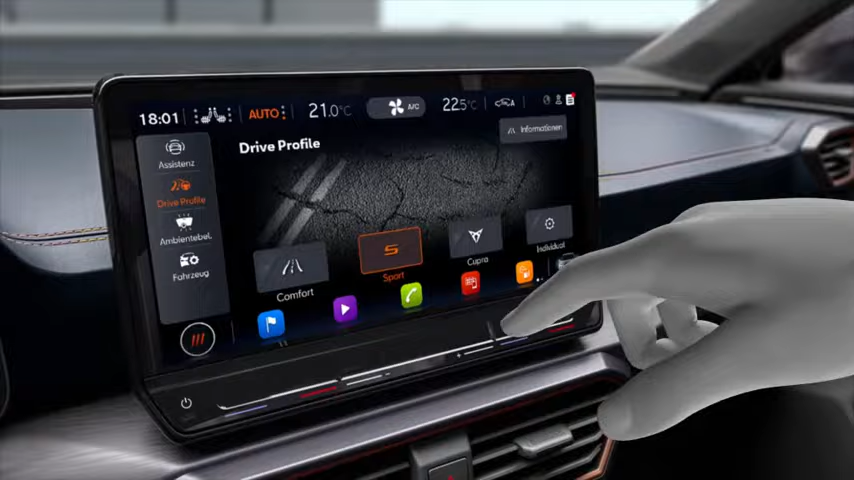 18:01 AUTO 21.0°C A/C 22.5°C A
Drive Profile
Informationen
Assistenz
Drive Profile
Ambientebel.
Fahrzeug
Comfort
Sport
Cupra
Individual